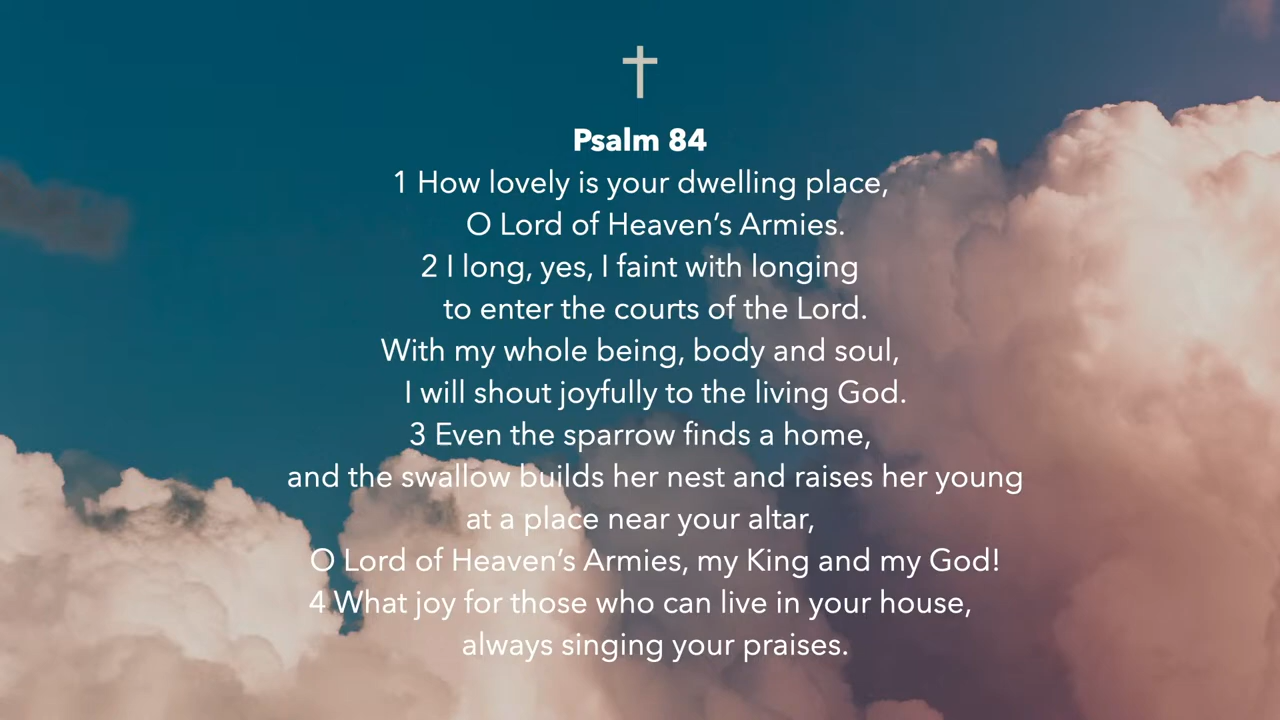 Psalm 84
1 How lovely is your dwelling place,
O Lord of Heaven’s Armies.
2 I long, yes, I faint with longing
to enter the courts of the Lord.
With my whole being, body and soul,
I will shout joyfully to the living God.
3 Even the sparrow finds a home,
and the swallow builds her nest and raises her young
at a place near your altar,
O Lord of Heaven’s Armies, my King and my God!
4 What joy for those who can live in your house,
always singing your praises.